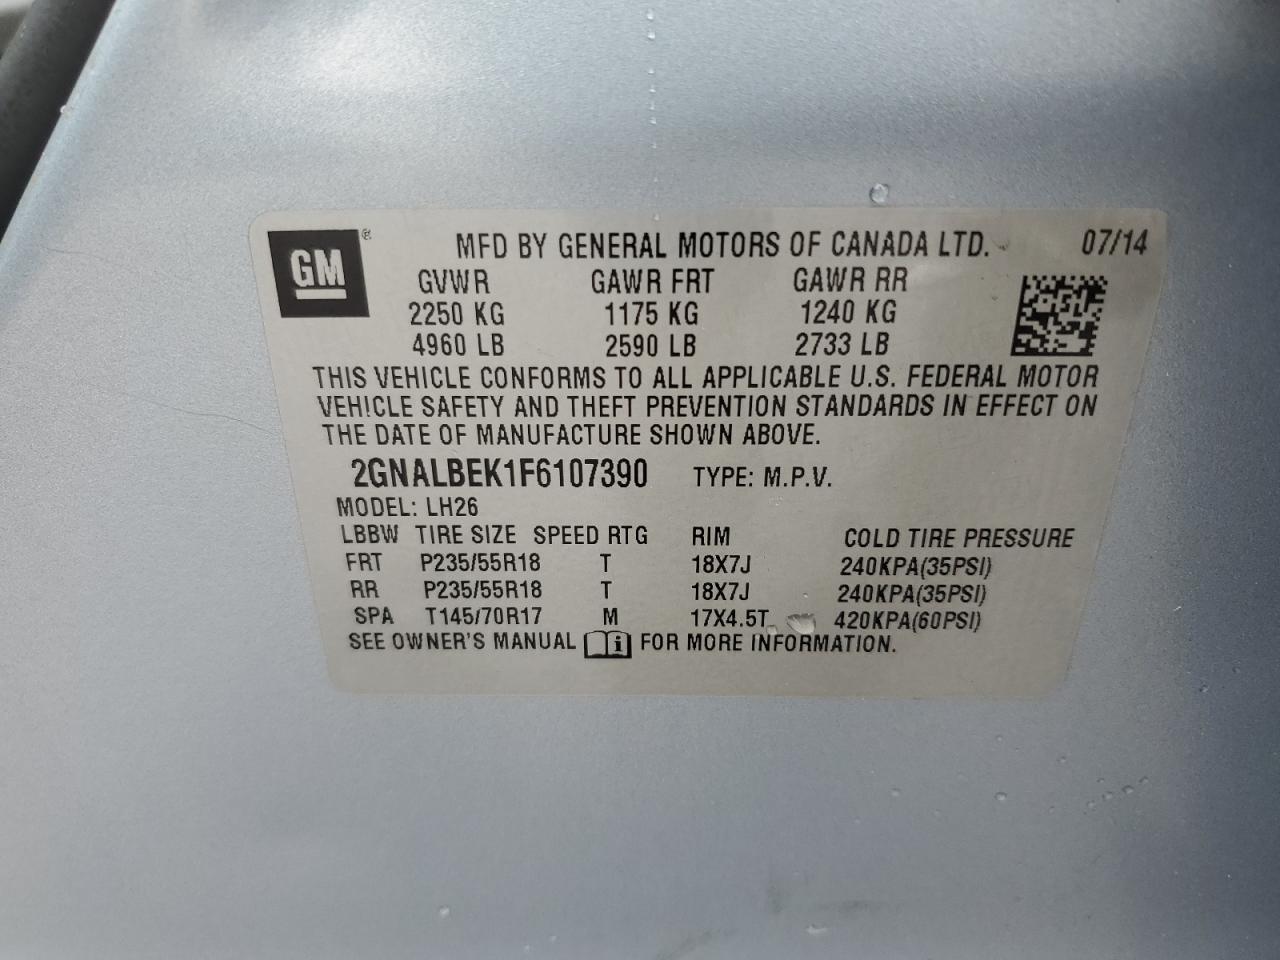 GM® MFD BY GENERAL MOTORS OF CANADA LTD. 07/14
GVWR GAWR FRT GAWR RR
2250 KG 1175 KG 1240 KG
4960 LB 2590 LB 2733 LB
THIS VEHICLE CONFORMS TO ALL APPLICABLE U.S. FEDERAL MOTOR
VEHICLE SAFETY AND THEFT PREVENTION STANDARDS IN EFFECT ON
THE DATE OF MANUFACTURE SHOWN ABOVE.
2GNALBEK1F6107390 TYPE: M.P.V.
MODEL: LH26
LBBW TIRE SIZE SPEED RTG RIM COLD TIRE PRESSURE
FRT P235/55R18 T 18X7J 240KPA(35PSI)
RR P235/55R18 T 18X7J 240KPA(35PSI)
SPA T145/70R17 M 17X4.5T 420KPA(60PSI)
SEE OWNER'S MANUAL i FOR MORE INFORMATION.